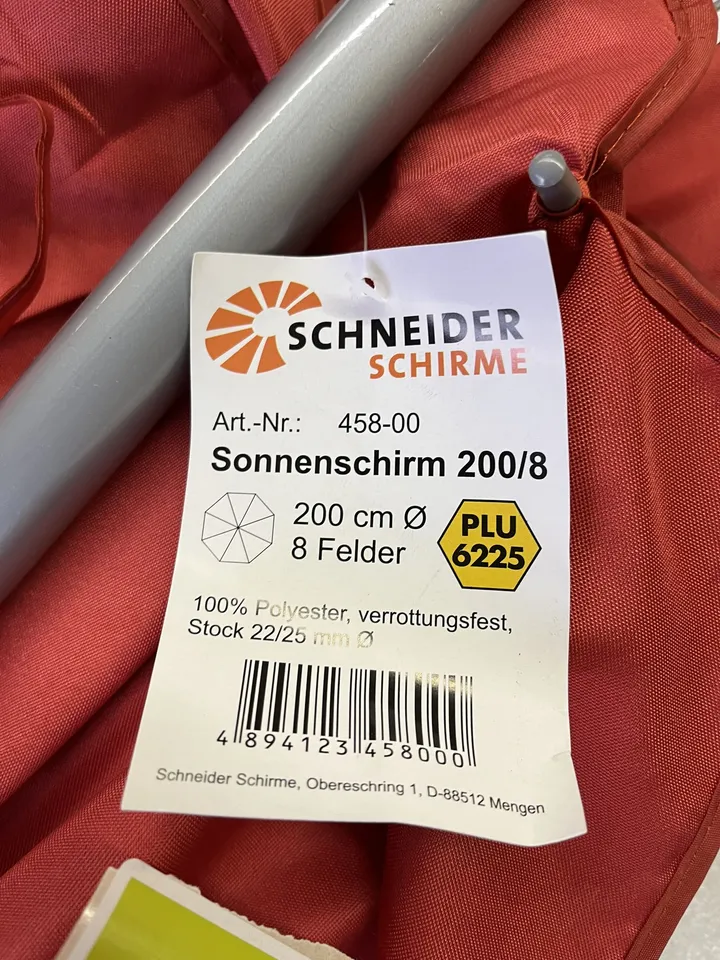 SCHNEIDER
SCHIRME
Art.-Nr.: 458-00
Sonnenschirm 200/8
200 cm Ø
8 Felder
PLU
6225
100% Polyester, verrottungsfest,
Stock 22/25 mm Ø
4 894123 458000
Schneider Schirme, Obereschring 1, D-88512 Mengen